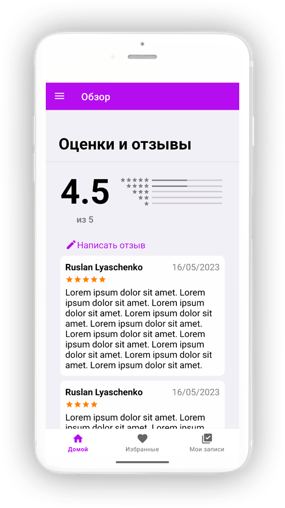 Обзор
Оценки и отзывы
4.5
из 5
Написать отзыв
Ruslan Lyaschenko 16/05/2023
Lorem ipsum dolor sit amet. Lorem
ipsum dolor sit amet. Lorem ipsum
dolor sit amet. Lorem ipsum dolor sit
amet. Lorem ipsum dolor sit amet.
Lorem ipsum dolor sit amet. Lorem
ipsum dolor sit amet. Lorem ipsum
dolor sit amet. Lorem ipsum dolor sit
amet.
Ruslan Lyaschenko 16/05/2023
Lorem ipsum dolor sit amet. Lorem
ipsum dolor sit amet. Lorem ipsum
Домой Избранные Мои записи